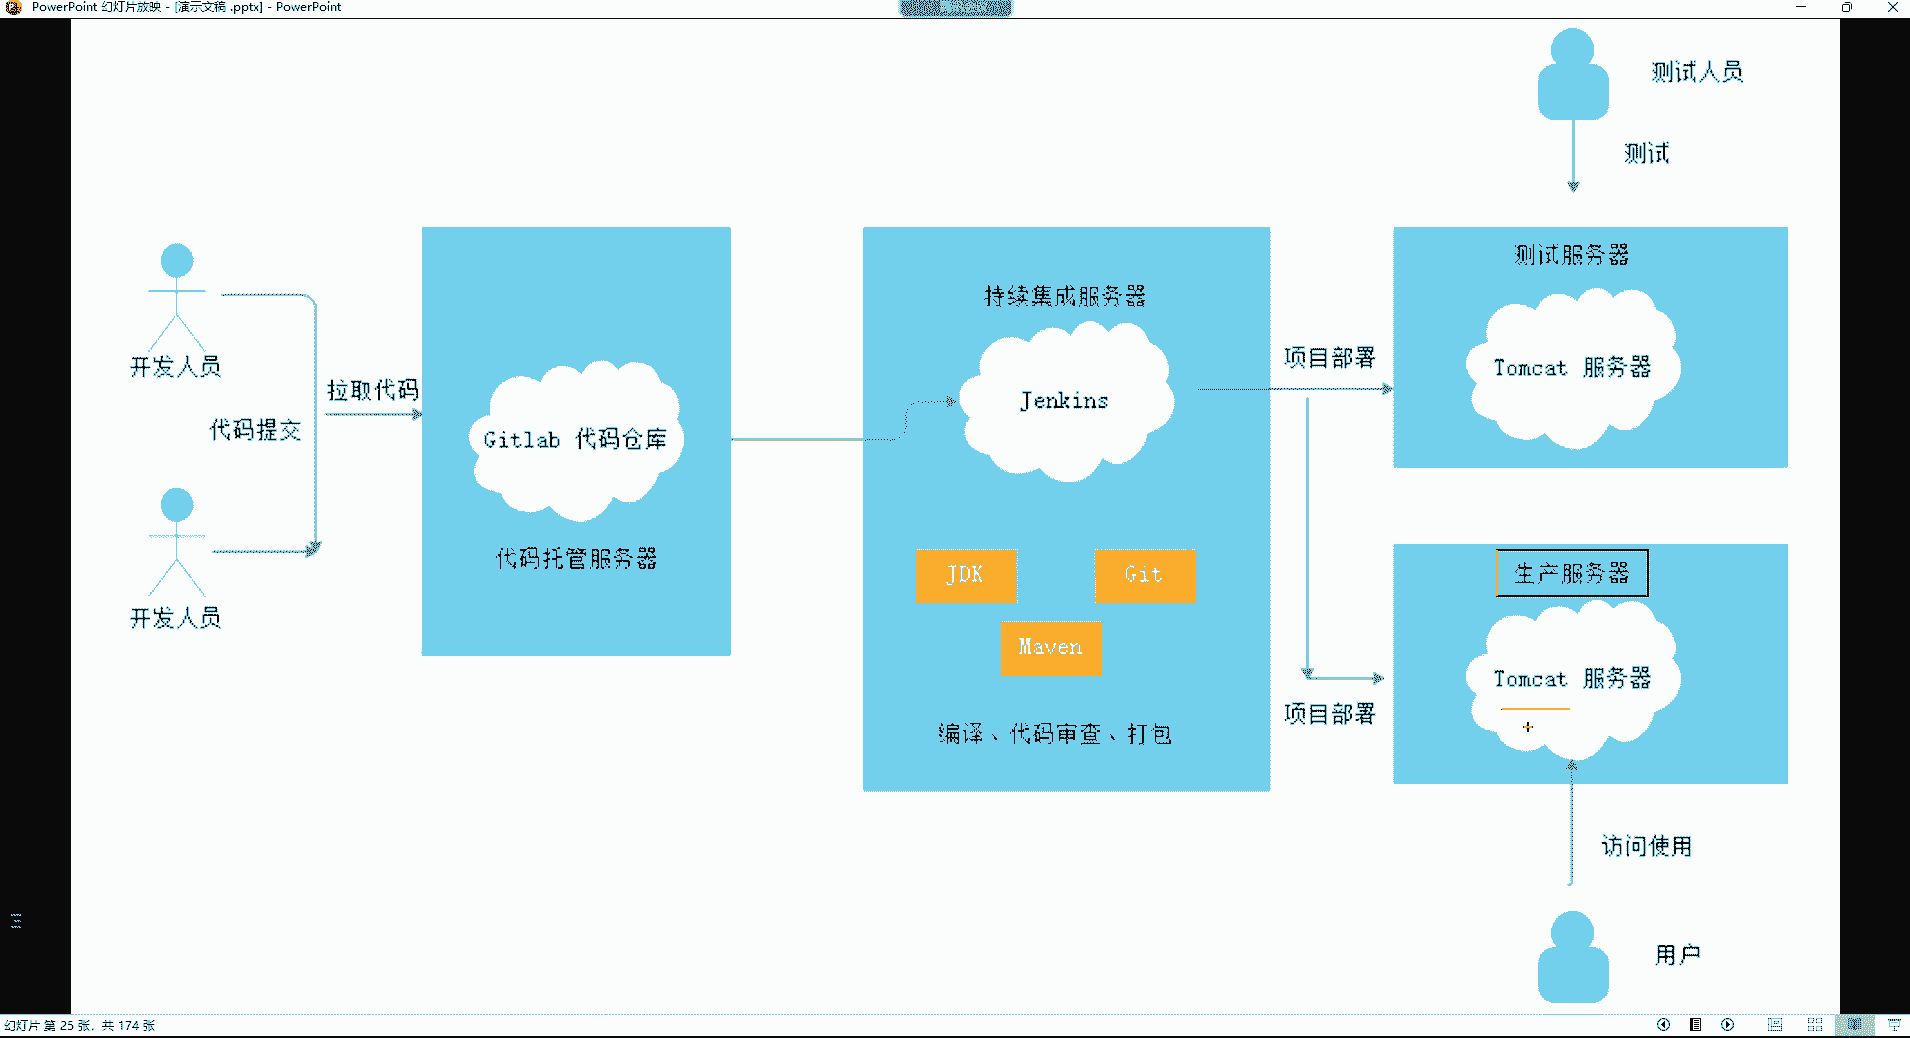 PowerPoint 幻灯片放映 - [演示文稿 .pptx] - PowerPoint
测试人员
测试
开发人员
代码提交
开发人员
拉取代码
Gitlab 代码仓库
代码托管服务器
持续集成服务器
Jenkins
JDK
Git
Maven
编译、代码审查、打包
项目部署
项目部署
测试服务器
Tomcat 服务器
生产服务器
Tomcat 服务器
访问使用
用户
幻灯片 第 25 张，共 174 张